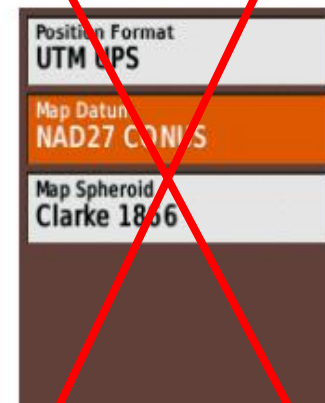 Position Format
UTM UPS
Map Datum
NAD27 CONUS
Map Spheroid
Clarke 1866